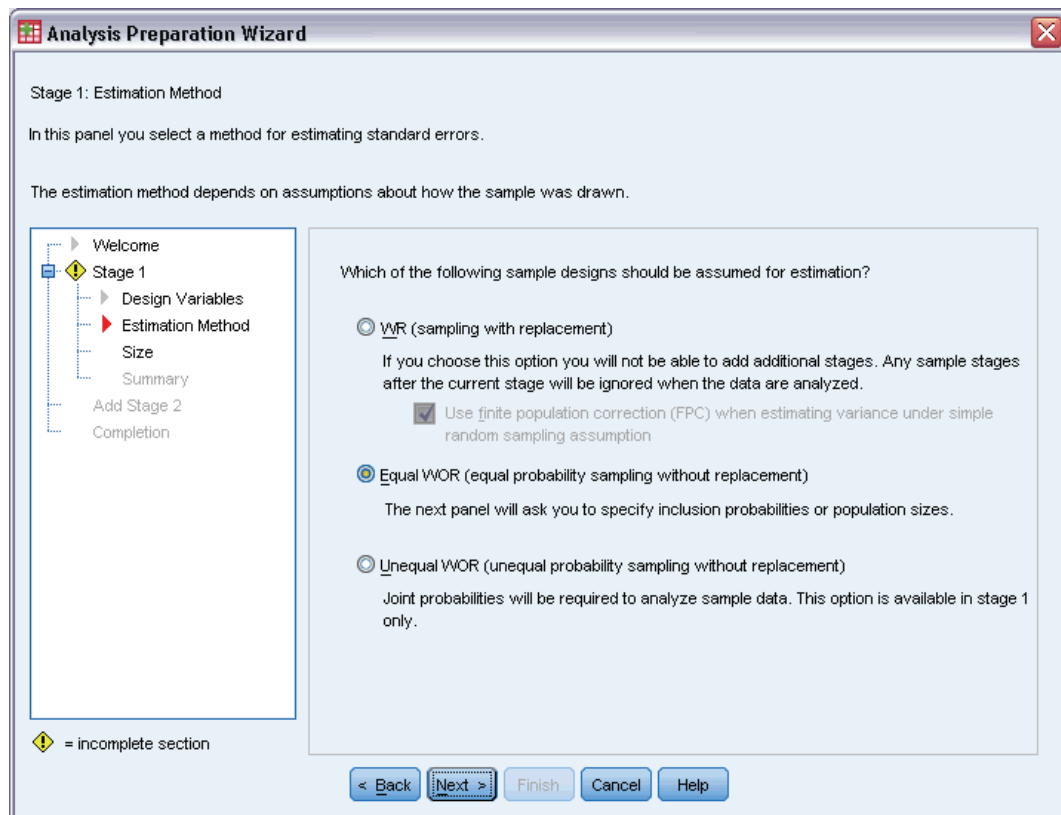 Analysis Preparation Wizard
Stage 1: Estimation Method
In this panel you select a method for estimating standard errors.
The estimation method depends on assumptions about how the sample was drawn.
Welcome
Stage 1
Design Variables
Estimation Method
Size
Summary
Add Stage 2
Completion
= incomplete section
Which of the following sample designs should be assumed for estimation?
WR (sampling with replacement)
If you choose this option you will not be able to add additional stages. Any sample stages
after the current stage will be ignored when the data are analyzed.
Use finite population correction (FPC) when estimating variance under simple
random sampling assumption
Equal WOR (equal probability sampling without replacement)
The next panel will ask you to specify inclusion probabilities or population sizes.
Unequal WOR (unequal probability sampling without replacement)
Joint probabilities will be required to analyze sample data. This option is available in stage 1
only.
< Back
Next >
Finish
Cancel
Help